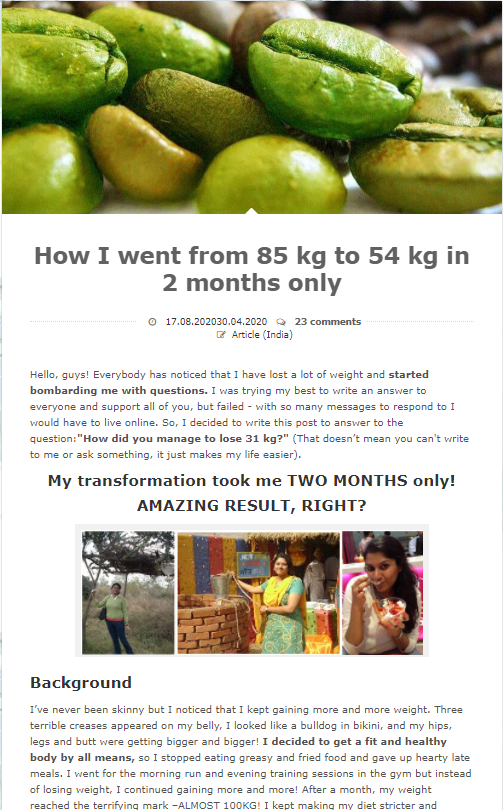 How I went from 85 kg to 54 kg in
2 months only
17.08.202030.04.2020 23 comments
Article (India)
Hello, guys! Everybody has noticed that I have lost a lot of weight and started
bombarding me with questions. I was trying my best to write an answer to
everyone and support all of you, but failed - with so many messages to respond to I
would have to live online. So, I decided to write this post to answer to the
question:"How did you manage to lose 31 kg?" (That doesn’t mean you can't write
to me or ask something, it just makes my life easier).
My transformation took me TWO MONTHS only!
AMAZING RESULT, RIGHT?
Background
I’ve never been skinny but I noticed that I kept gaining more and more weight. Three
terrible creases appeared on my belly, I looked like a bulldog in bikini, and my hips,
legs and butt were getting bigger and bigger! I decided to get a fit and healthy
body by all means, so I stopped eating greasy and fried food and gave up hearty late
meals. I went for the morning run and evening training sessions in the gym but instead
of losing weight, I continued gaining more and more! After a month, my weight
reached the terrifying mark –ALMOST 100KG! I kept making my diet stricter and